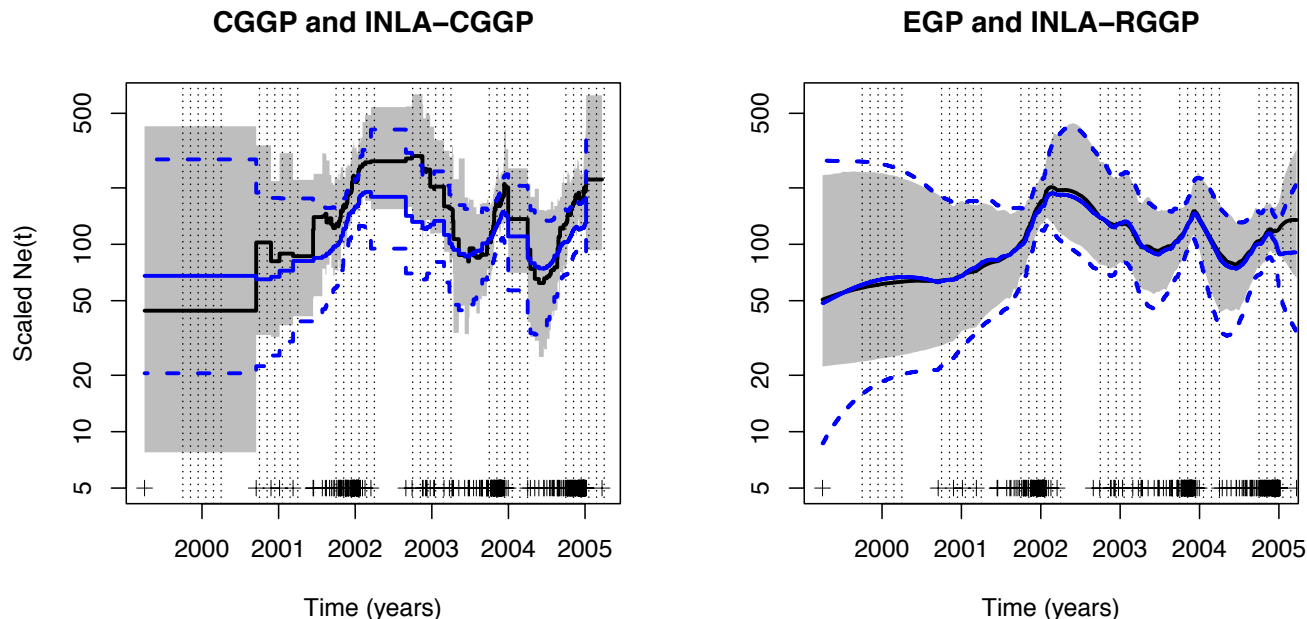 CGGP and INLA−CGGP
Scaled Ne(t)
500
100
50
20
10
5
2000 2001 2002 2003 2004 2005
Time (years)
EGP and INLA−RGGP
500
100
50
20
10
5
2000 2001 2002 2003 2004 2005
Time (years)